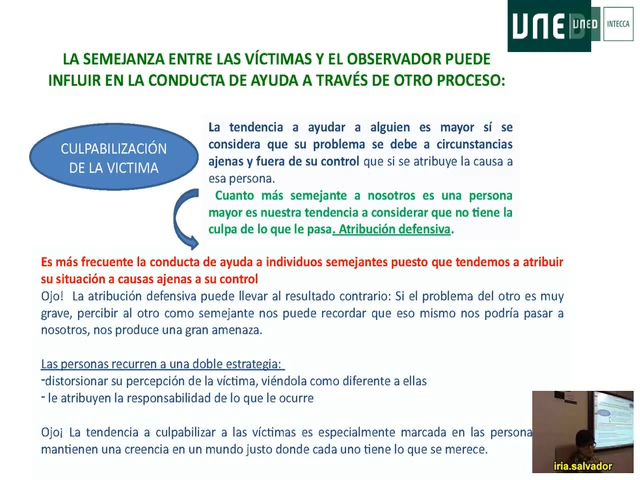 UNED
UNED
INTECCA
LA SEMEJANZA ENTRE LAS VÍCTIMAS Y EL OBSERVADOR PUEDE
INFLUIR EN LA CONDUCTA DE AYUDA A TRAVÉS DE OTRO PROCESO:
CULPABILIZACIÓN
DE LA VICTIMA
La tendencia a ayudar a alguien es mayor sí se
considera que su problema se debe a circunstancias
ajenas y fuera de su control que si se atribuye la causa a
esa persona.
Cuanto más semejante a nosotros es una persona
mayor es nuestra tendencia a considerar que no tiene la
culpa de lo que le pasa. Atribución defensiva.
Es más frecuente la conducta de ayuda a individuos semejantes puesto que tendemos a atribuir
su situación a causas ajenas a su control
Ojo! La atribución defensiva puede llevar al resultado contrario: Si el problema del otro es muy
grave, percibir al otro como semejante nos puede recordar que eso mismo nos podría pasar a
nosotros, nos produce una gran amenaza.
Las personas recurren a una doble estrategia:
-distorsionar su percepción de la víctima, viéndola como diferente a ellas
- le atribuyen la responsabilidad de lo que le ocurre
Ojo¡ La tendencia a culpabilizar a las víctimas es especialmente marcada en las persona
mantienen una creencia en un mundo justo donde cada uno tiene lo que se merece.
iria.salvador